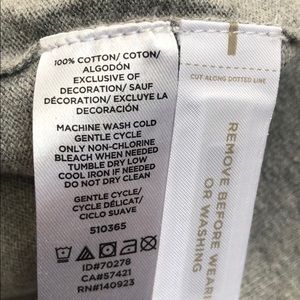 100% COTTON/ COTON/
ALGODÓN
EXCLUSIVE OF
DECORATION/ SAUF
DÉCORATION/ EXCLUYE LA
DECORACIÓN
MACHINE WASH COLD
GENTLE CYCLE
ONLY NON-CHLORINE
BLEACH WHEN NEEDED
TUMBLE DRY LOW
COOL IRON IF NEEDED
DO NOT DRY CLEAN
GENTLE CYCLE/
CYCLE DÉLICAT/
CICLO SUAVE
510365
ID#70278
CA#57421
RN#140923
CUT ALONG DOTTED LINE
REMOVE BEFORE WEAR
OR WASHING